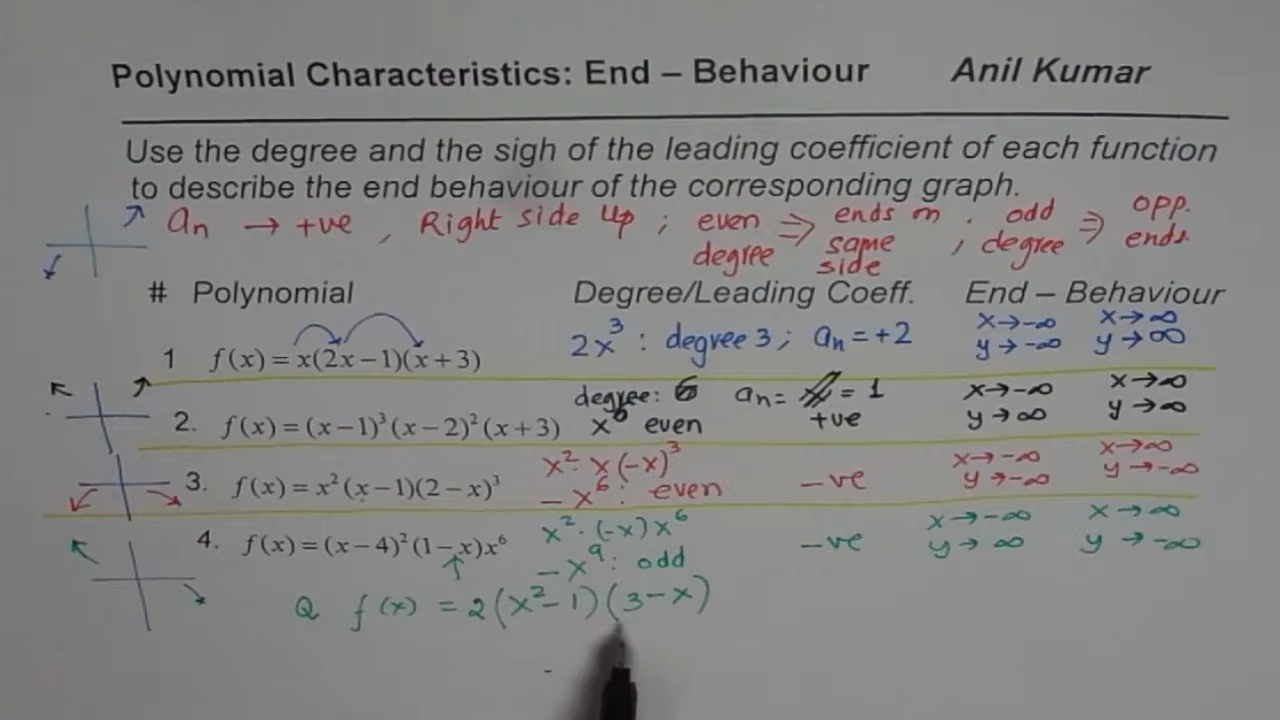 Polynomial Characteristics: End – Behaviour Anil Kumar
Use the degree and the sigh of the leading coefficient of each function
to describe the end behaviour of the corresponding graph.
an → +ve , Right side up ; even degree ⇒ ends on same side , odd degree ⇒ opp. ends
# Polynomial Degree/Leading Coeff. End – Behaviour
1 f(x) = x(2x – 1)(x + 3) 2x³ : degree 3 ; an = +2 x → -∞ x → ∞
y → -∞ y → ∞
degree: 6 an = = 1 x → -∞ x → ∞
2. f(x) = (x – 1)³(x – 2)²(x + 3) x⁶ even +ve y → ∞ y → ∞
x² · x (-x)³ x → -∞ x → ∞
3. f(x) = x²(x – 1)(2 – x)³ - x⁶ : even -ve y → -∞ y → -∞
x² · (-x) x⁶ x → -∞ x → ∞
4. f(x) = (x – 4)²(1 – x)x⁶ - x⁹ : odd -ve y → ∞ y → -∞
Q f(x) = 2(x² - 1)(3 - x)